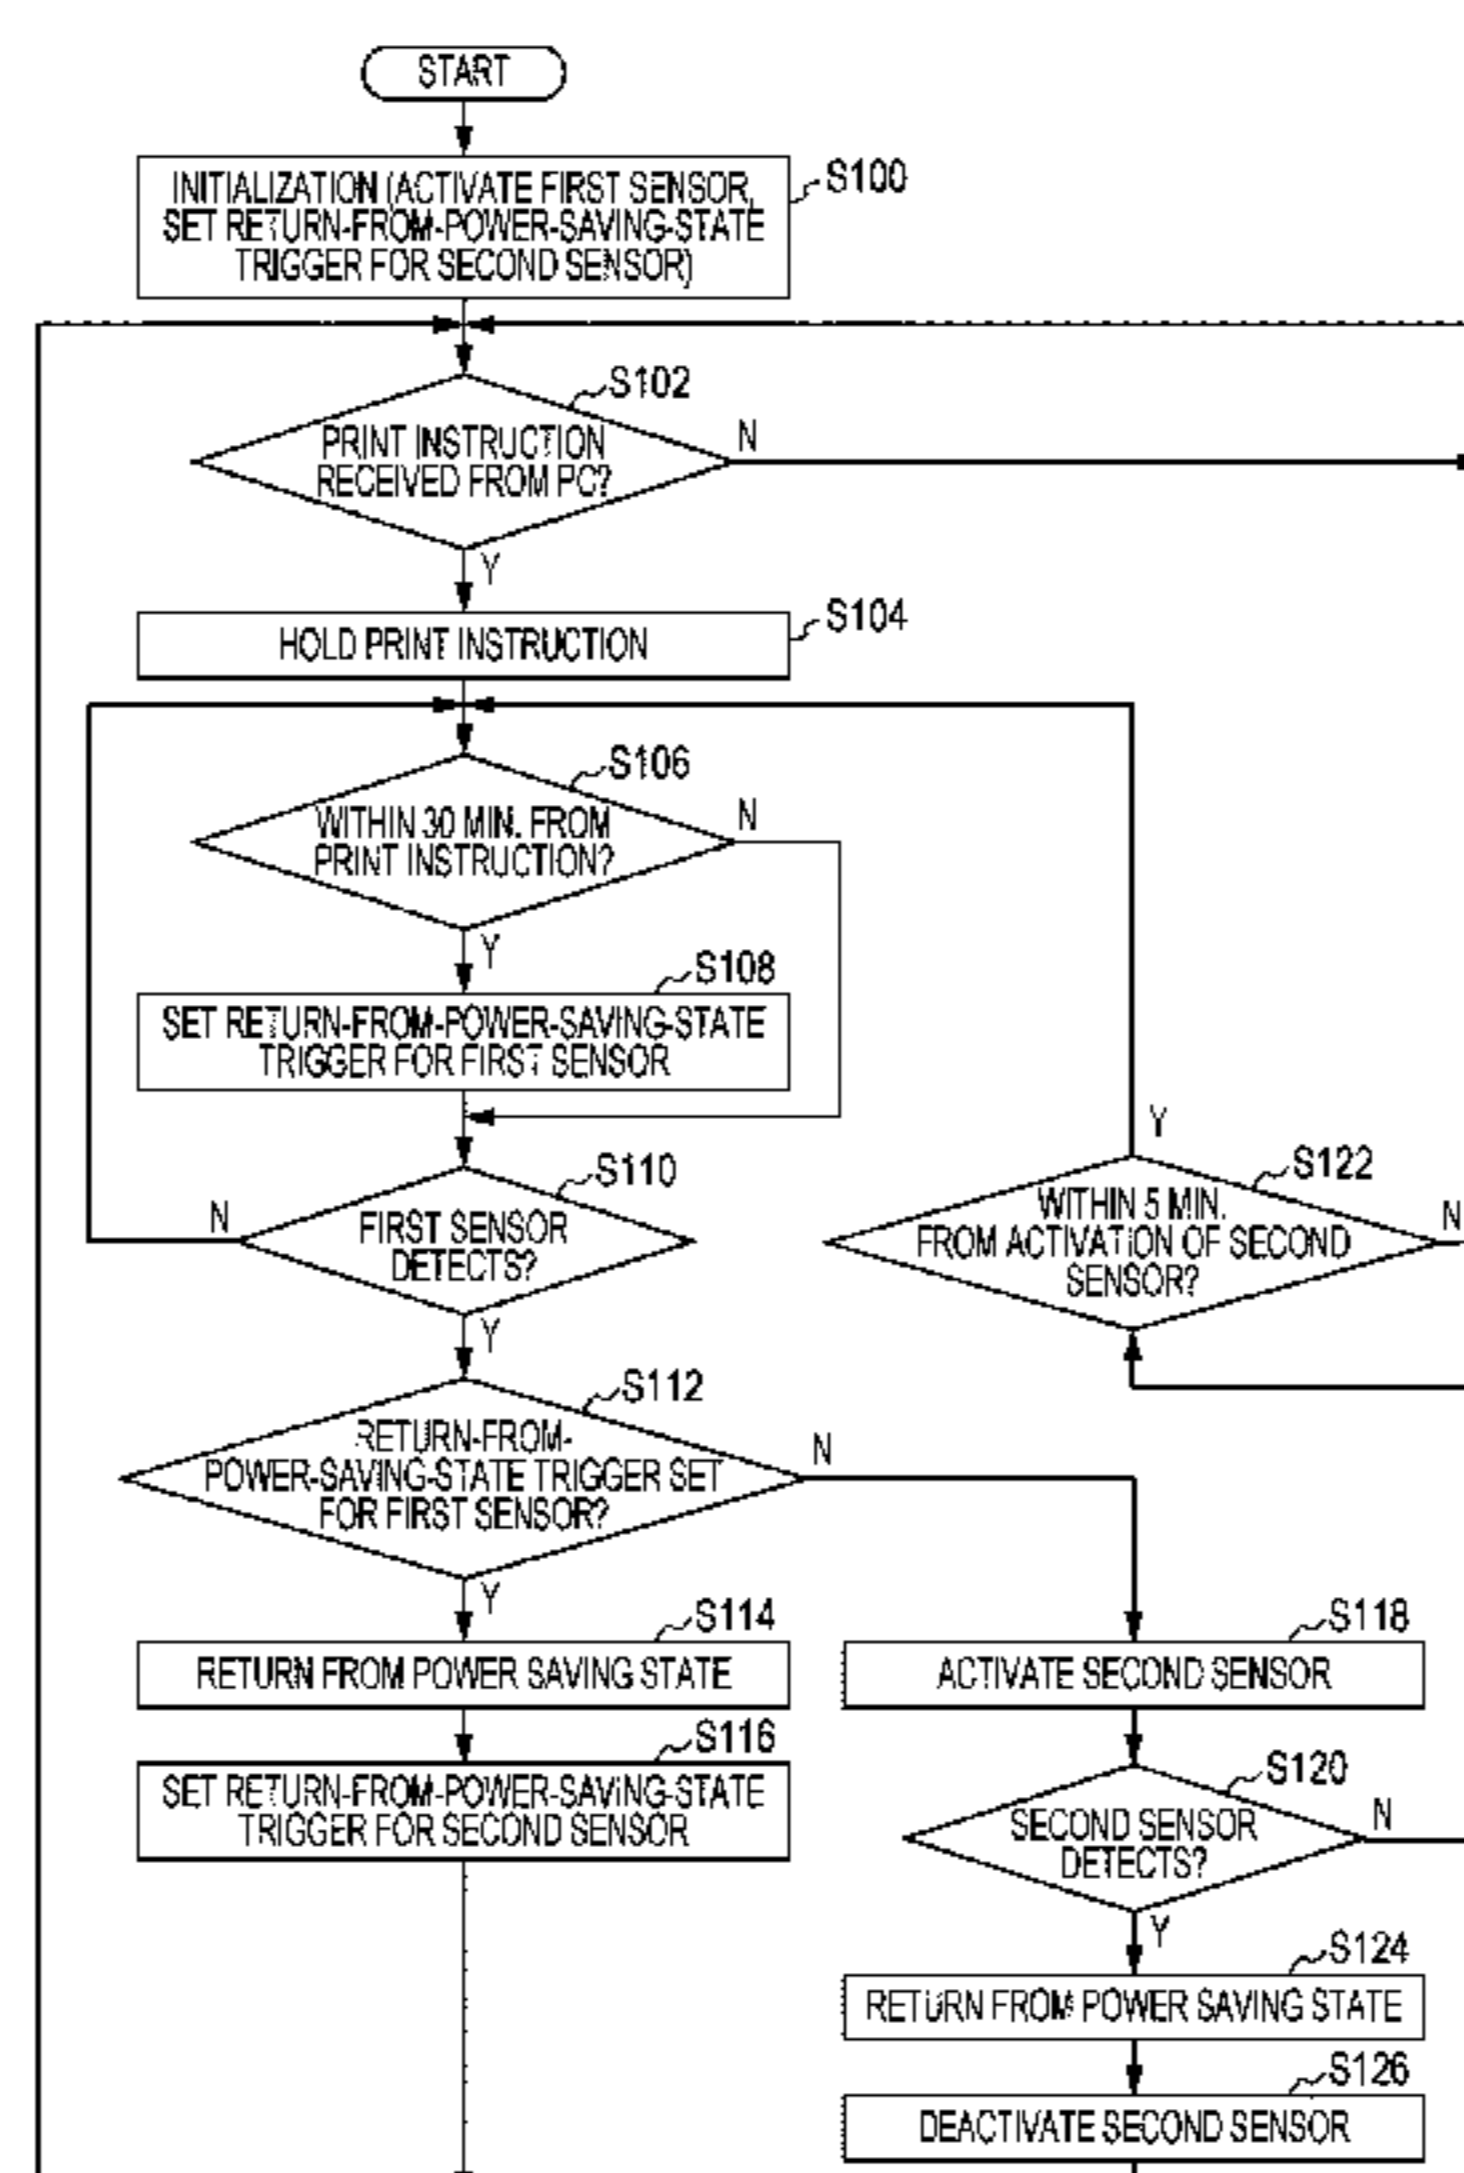 START
INITIALIZATION (ACTIVATE FIRST SENSOR,
SET RETURN-FROM-POWER-SAVING-STATE
TRIGGER FOR SECOND SENSOR)
S100
S102
PRINT INSTRUCTION
RECEIVED FROM PC?
N
Y
HOLD PRINT INSTRUCTION
S104
S106
WITHIN 30 MIN. FROM
PRINT INSTRUCTION?
N
Y
S108
SET RETURN-FROM-POWER-SAVING-STATE
TRIGGER FOR FIRST SENSOR
S110
FIRST SENSOR
DETECTS?
N
Y
Y
S122
WITHIN 5 MIN.
FROM ACTIVATION OF SECOND
SENSOR?
N
S112
RETURN-FROM-
POWER-SAVING-STATE TRIGGER SET
FOR FIRST SENSOR?
N
Y
S114
RETURN FROM POWER SAVING STATE
S116
SET RETURN-FROM-POWER-SAVING-STATE
TRIGGER FOR SECOND SENSOR
S118
ACTIVATE SECOND SENSOR
S120
SECOND SENSOR
DETECTS?
N
Y
S124
RETURN FROM POWER SAVING STATE
S126
DEACTIVATE SECOND SENSOR